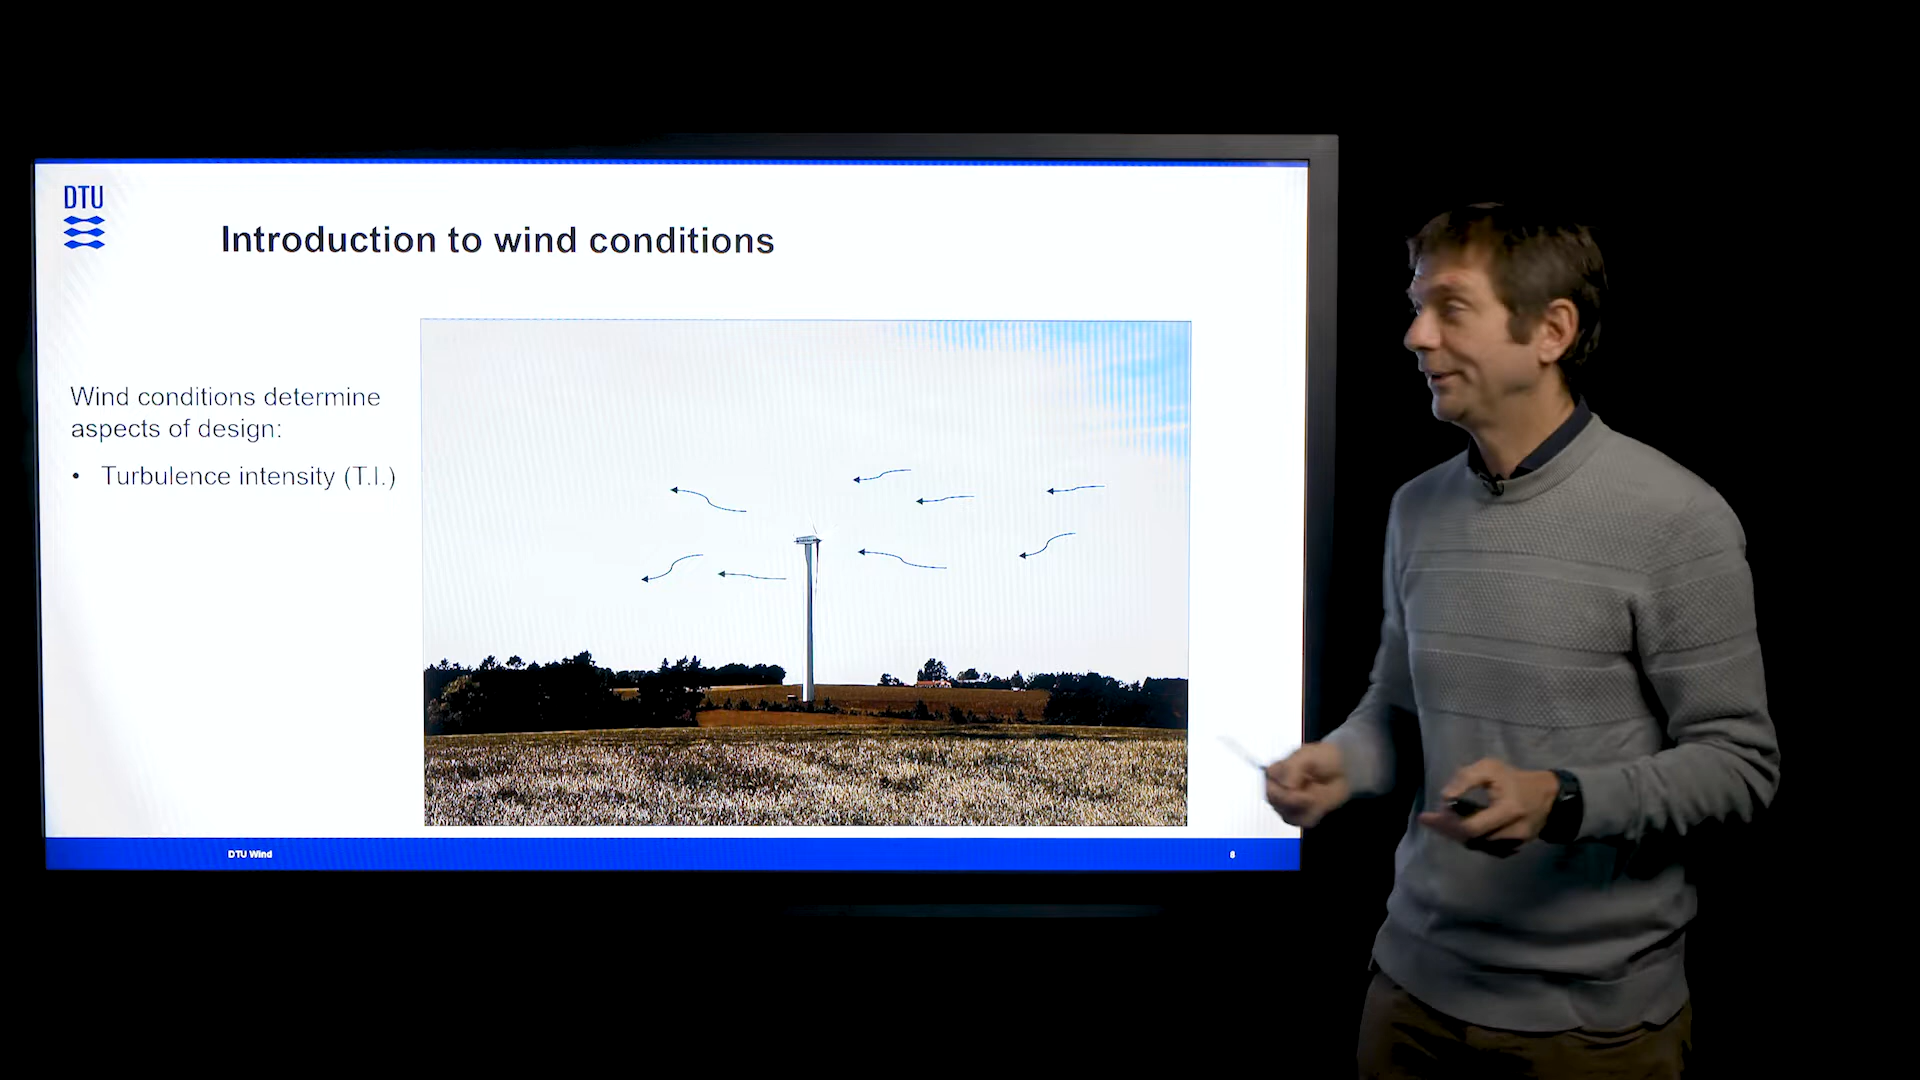 DTU
Introduction to wind conditions
Wind conditions determine
aspects of design:
• Turbulence intensity (T.I.)
DTU Wind